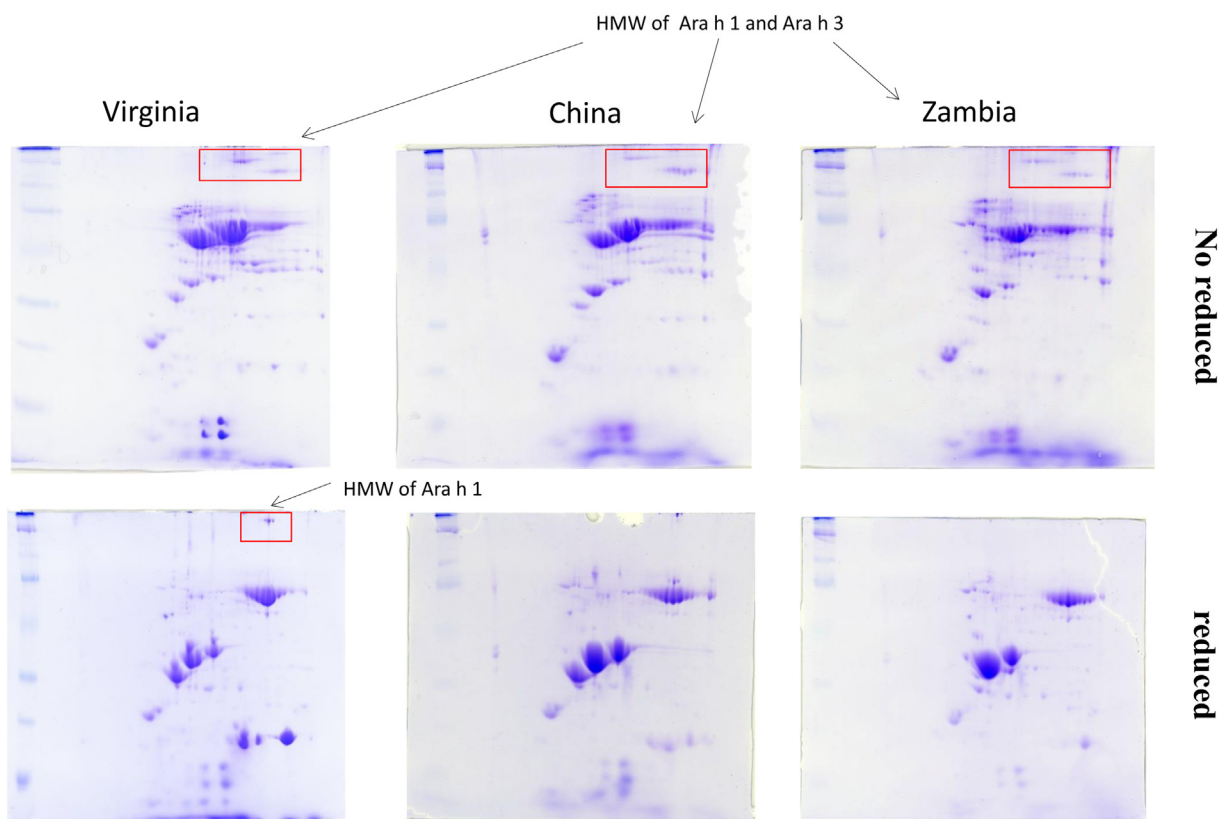 HMW of Ara h 1 and Ara h 3
Virginia
China
Zambia
No reduced
HMW of Ara h 1
reduced